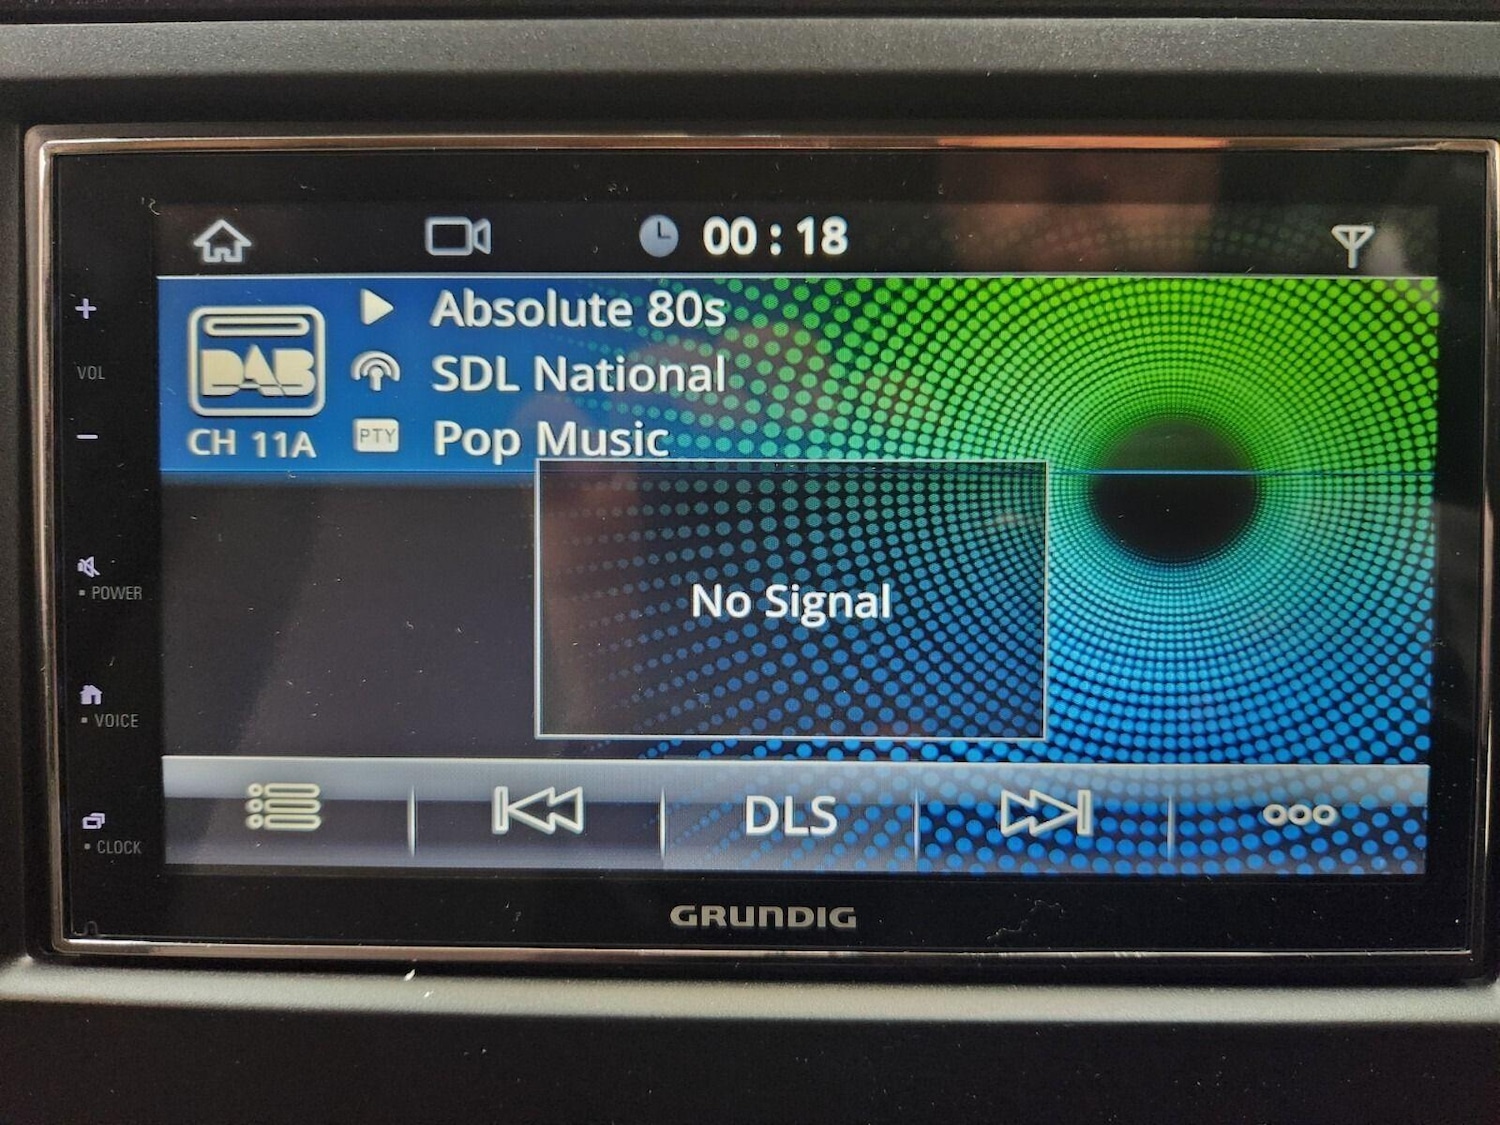 00 : 18
DAB
CH 11A
Absolute 80s
SDL National
PTY
Pop Music
No Signal
DLS
+
VOL
−
• POWER
• VOICE
• CLOCK
GRUNDIG